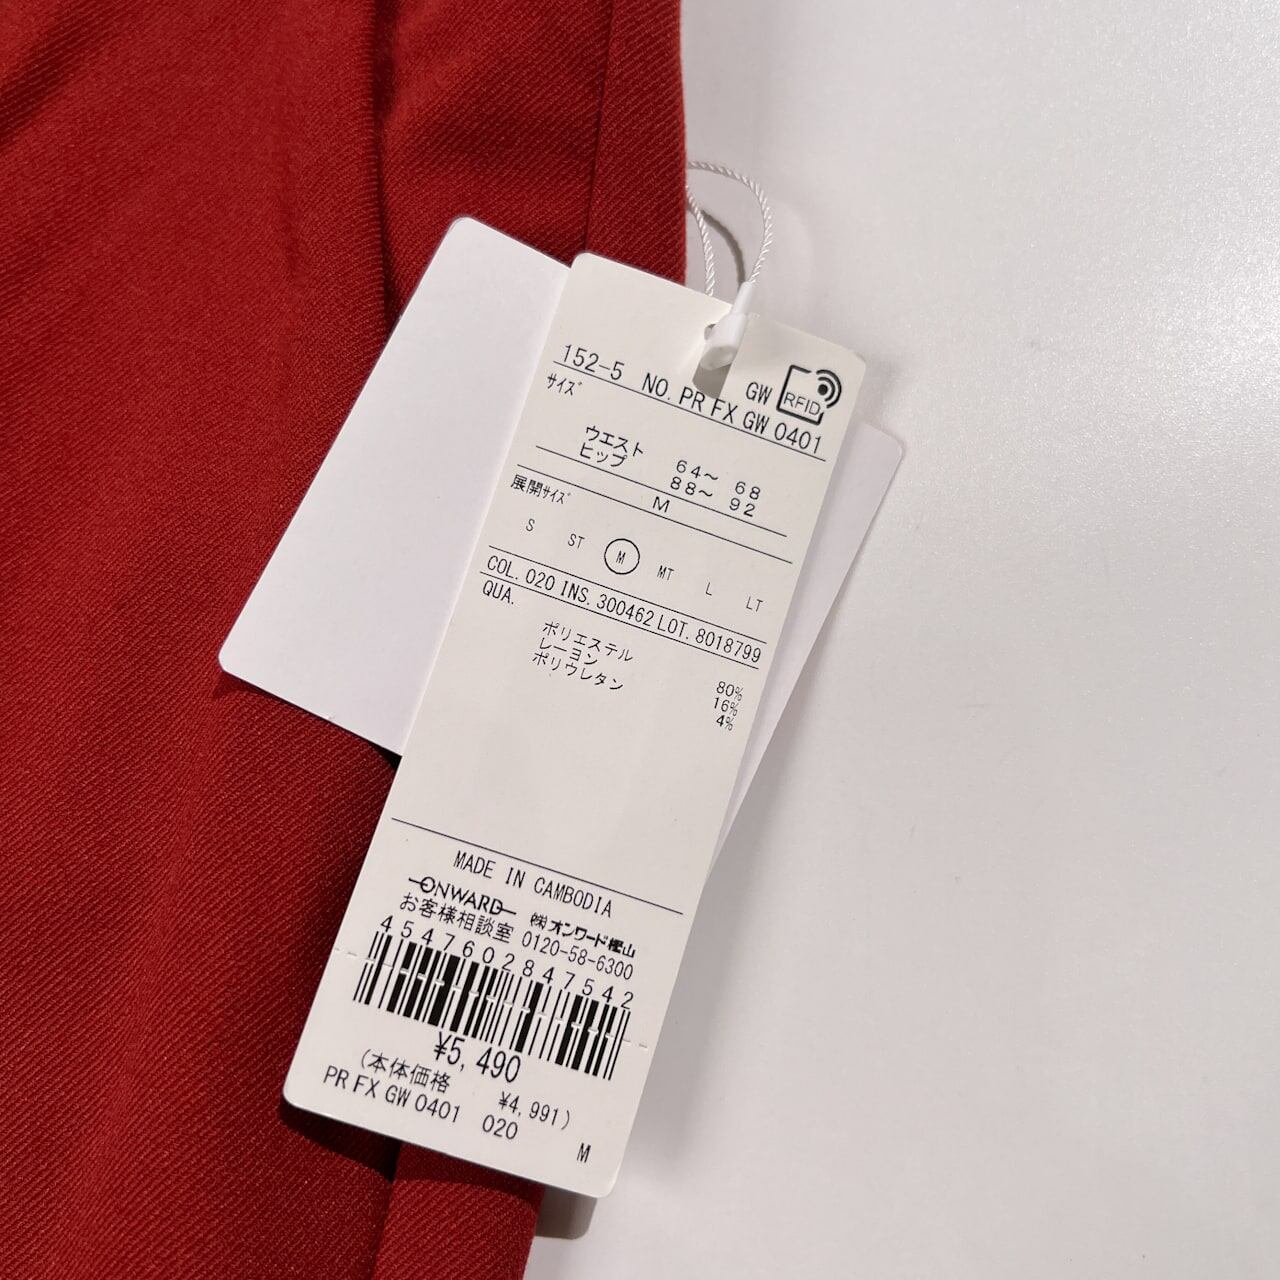 152-5 NO. PR FX GW 0401
GW RFID
サイズ
ウエスト 64〜 68
ヒップ 88〜 92
M
展開サイズ
S ST M MT L LT
COL. 020 INS. 300462 LOT. 8018799
QUA.
ポリエステル 80%
レーヨン 16%
ポリウレタン 4%
MADE IN CAMBODIA
ONWARD ㈱オンワード樫山
お客様相談室 0120-58-6300
4547602847542
¥5,490
(本体価格 ¥4,991)
PR FX GW 0401 020
M